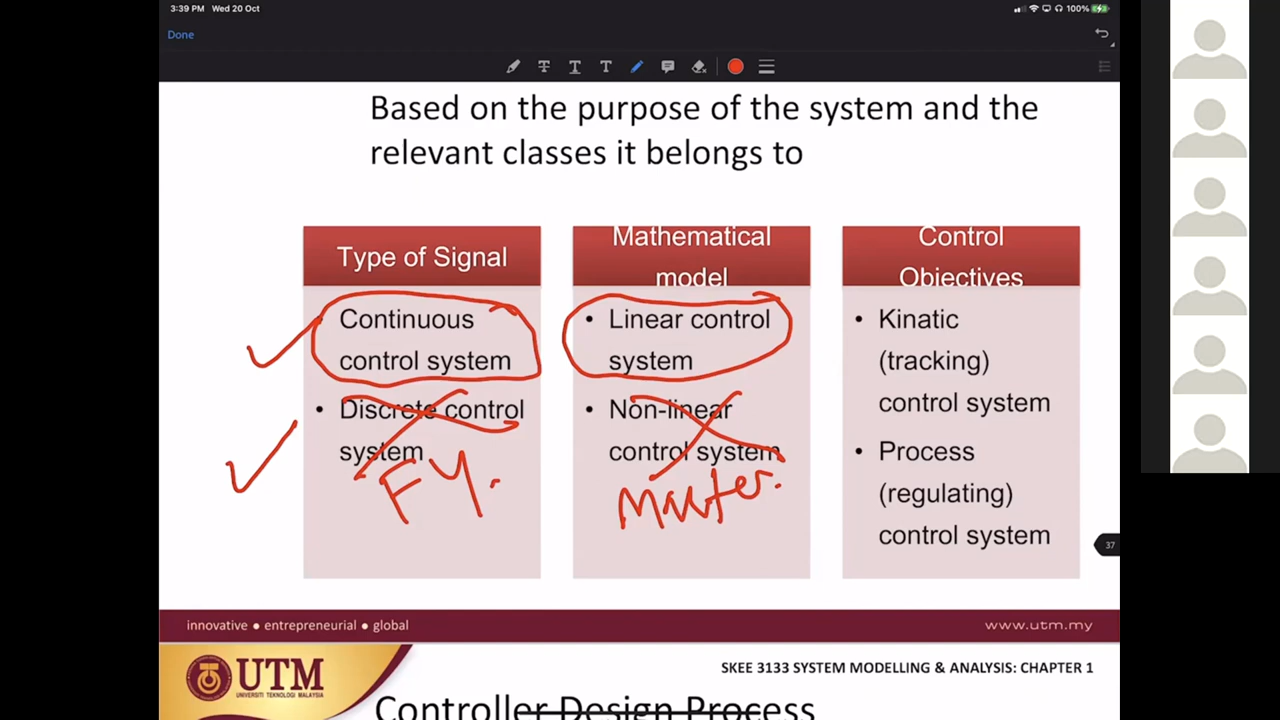 3:39 PM Wed 20 Oct
100%
Done
T T T
Based on the purpose of the system and the
relevant classes it belongs to
Type of Signal
Continuous
control system
• Discrete control
system
FY.
Mathematical
model
• Linear control
system
• Non-linear
control system
Master.
Control
Objectives
• Kinatic
(tracking)
control system
• Process
(regulating)
control system
37
innovative ● entrepreneurial ● global
www.utm.my
UTM
UNIVERSITI TEKNOLOGI MALAYSIA
SKEE 3133 SYSTEM MODELLING & ANALYSIS: CHAPTER 1
Controller Design Process